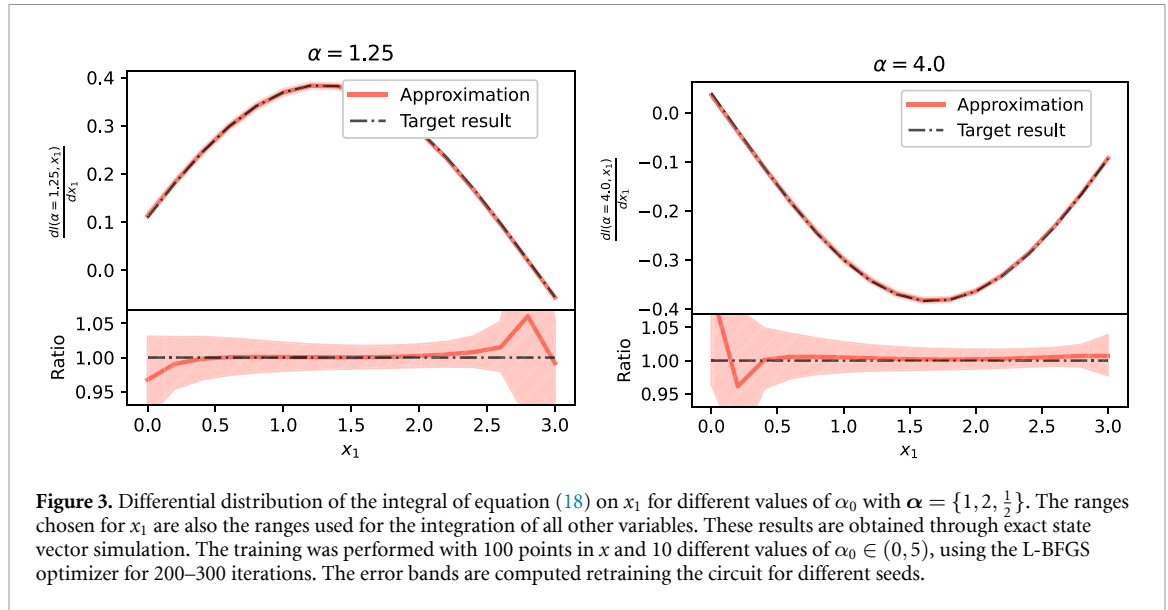 α = 1.25
0.4
0.3
0.2
0.1
0.0
dI(α = 1.25, x₁)
dx₁
Approximation
Target result
1.05
1.00
0.95
Ratio
0.0 0.5 1.0 1.5 2.0 2.5 3.0
x₁
α = 4.0
0.0
−0.1
−0.2
−0.3
−0.4
dI(α = 4.0, x₁)
dx₁
Approximation
Target result
1.05
1.00
0.95
Ratio
0.0 0.5 1.0 1.5 2.0 2.5 3.0
x₁
Figure 3. Differential distribution of the integral of equation (18) on x₁ for different values of α₀ with α = {1, 2, ½}. The ranges
chosen for x₁ are also the ranges used for the integration of all other variables. These results are obtained through exact state
vector simulation. The training was performed with 100 points in x and 10 different values of α₀ ∈ (0, 5), using the L-BFGS
optimizer for 200–300 iterations. The error bands are computed retraining the circuit for different seeds.